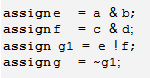 assigne = a & b;
assignf = c & d;
assign g1 = e !f;
assigng = ~g1;